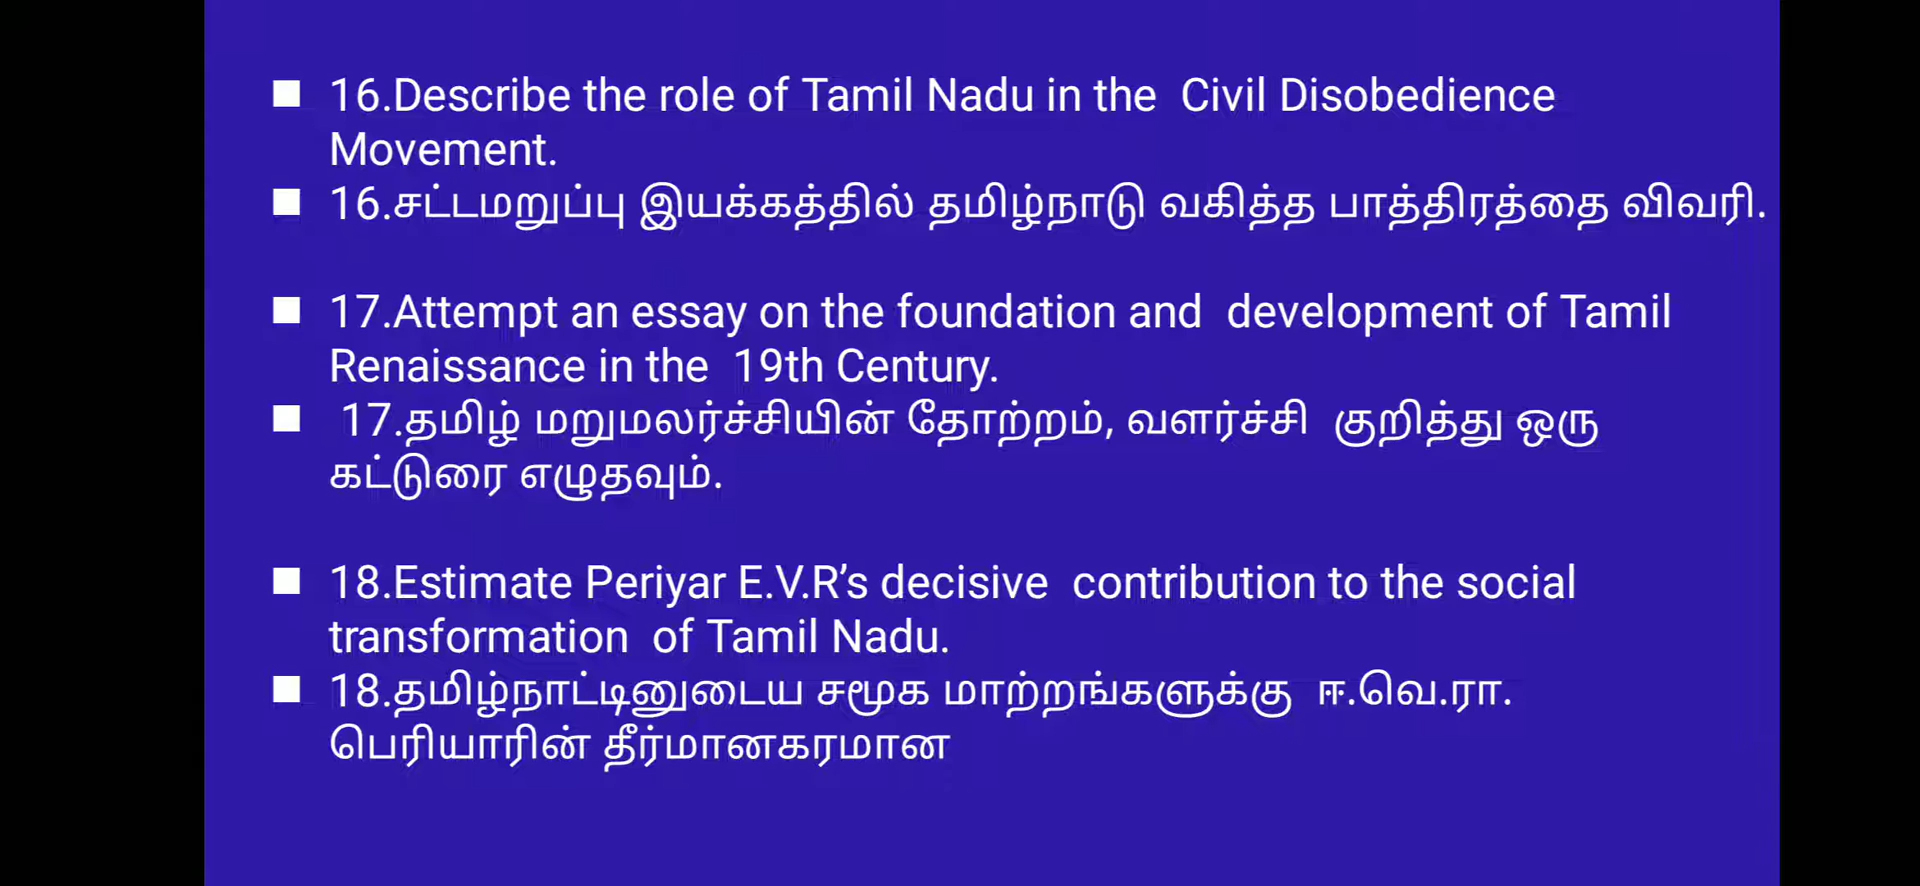 ■ 16.Describe the role of Tamil Nadu in the Civil Disobedience
Movement.
■ 16.சட்டமறுப்பு இயக்கத்தில் தமிழ்நாடு வகித்த பாத்திரத்தை விவரி.
■ 17.Attempt an essay on the foundation and development of Tamil
Renaissance in the 19th Century.
■ 17.தமிழ் மறுமலர்ச்சியின் தோற்றம், வளர்ச்சி குறித்து ஒரு
கட்டுரை எழுதவும்.
■ 18.Estimate Periyar E.V.R’s decisive contribution to the social
transformation of Tamil Nadu.
■ 18.தமிழ்நாட்டினுடைய சமூக மாற்றங்களுக்கு ஈ.வெ.ரா.
பெரியாரின் தீர்மானகரமான